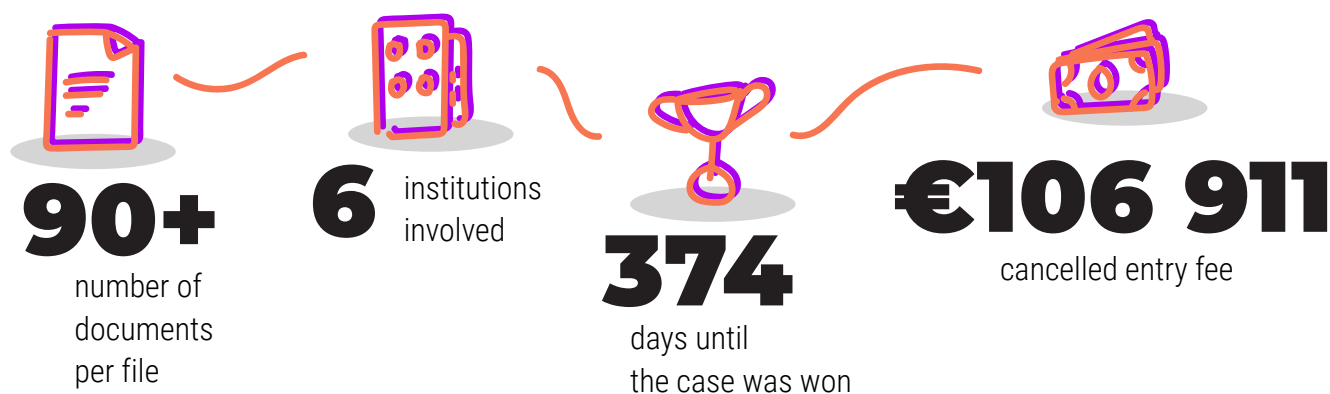 90+
number of
documents
per file
6
institutions
involved
374
days until
the case was won
€106 911
cancelled entry fee